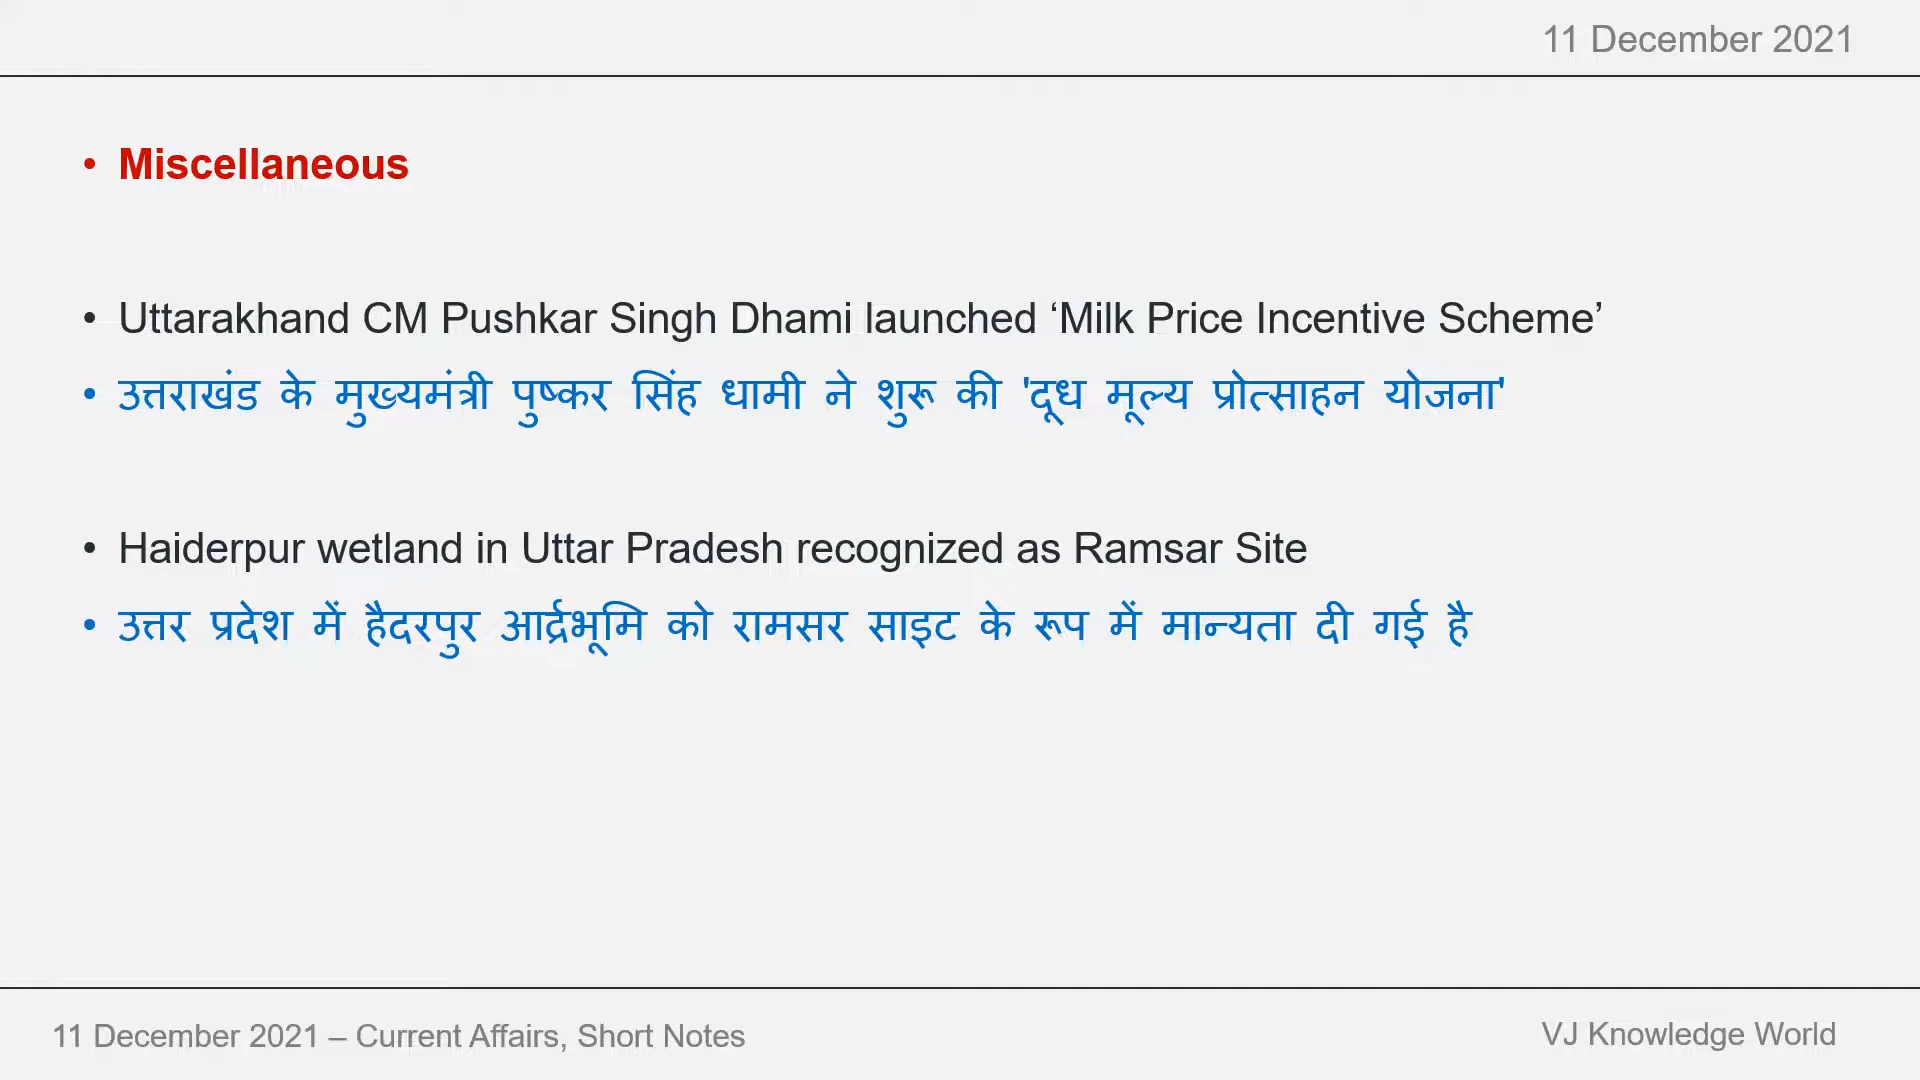 11 December 2021
• Miscellaneous
• Uttarakhand CM Pushkar Singh Dhami launched ‘Milk Price Incentive Scheme’
• उत्तराखंड के मुख्यमंत्री पुष्कर सिंह धामी ने शुरू की 'दूध मूल्य प्रोत्साहन योजना'
• Haiderpur wetland in Uttar Pradesh recognized as Ramsar Site
• उत्तर प्रदेश में हैदरपुर आर्द्रभूमि को रामसर साइट के रूप में मान्यता दी गई है
11 December 2021 – Current Affairs, Short Notes
VJ Knowledge World